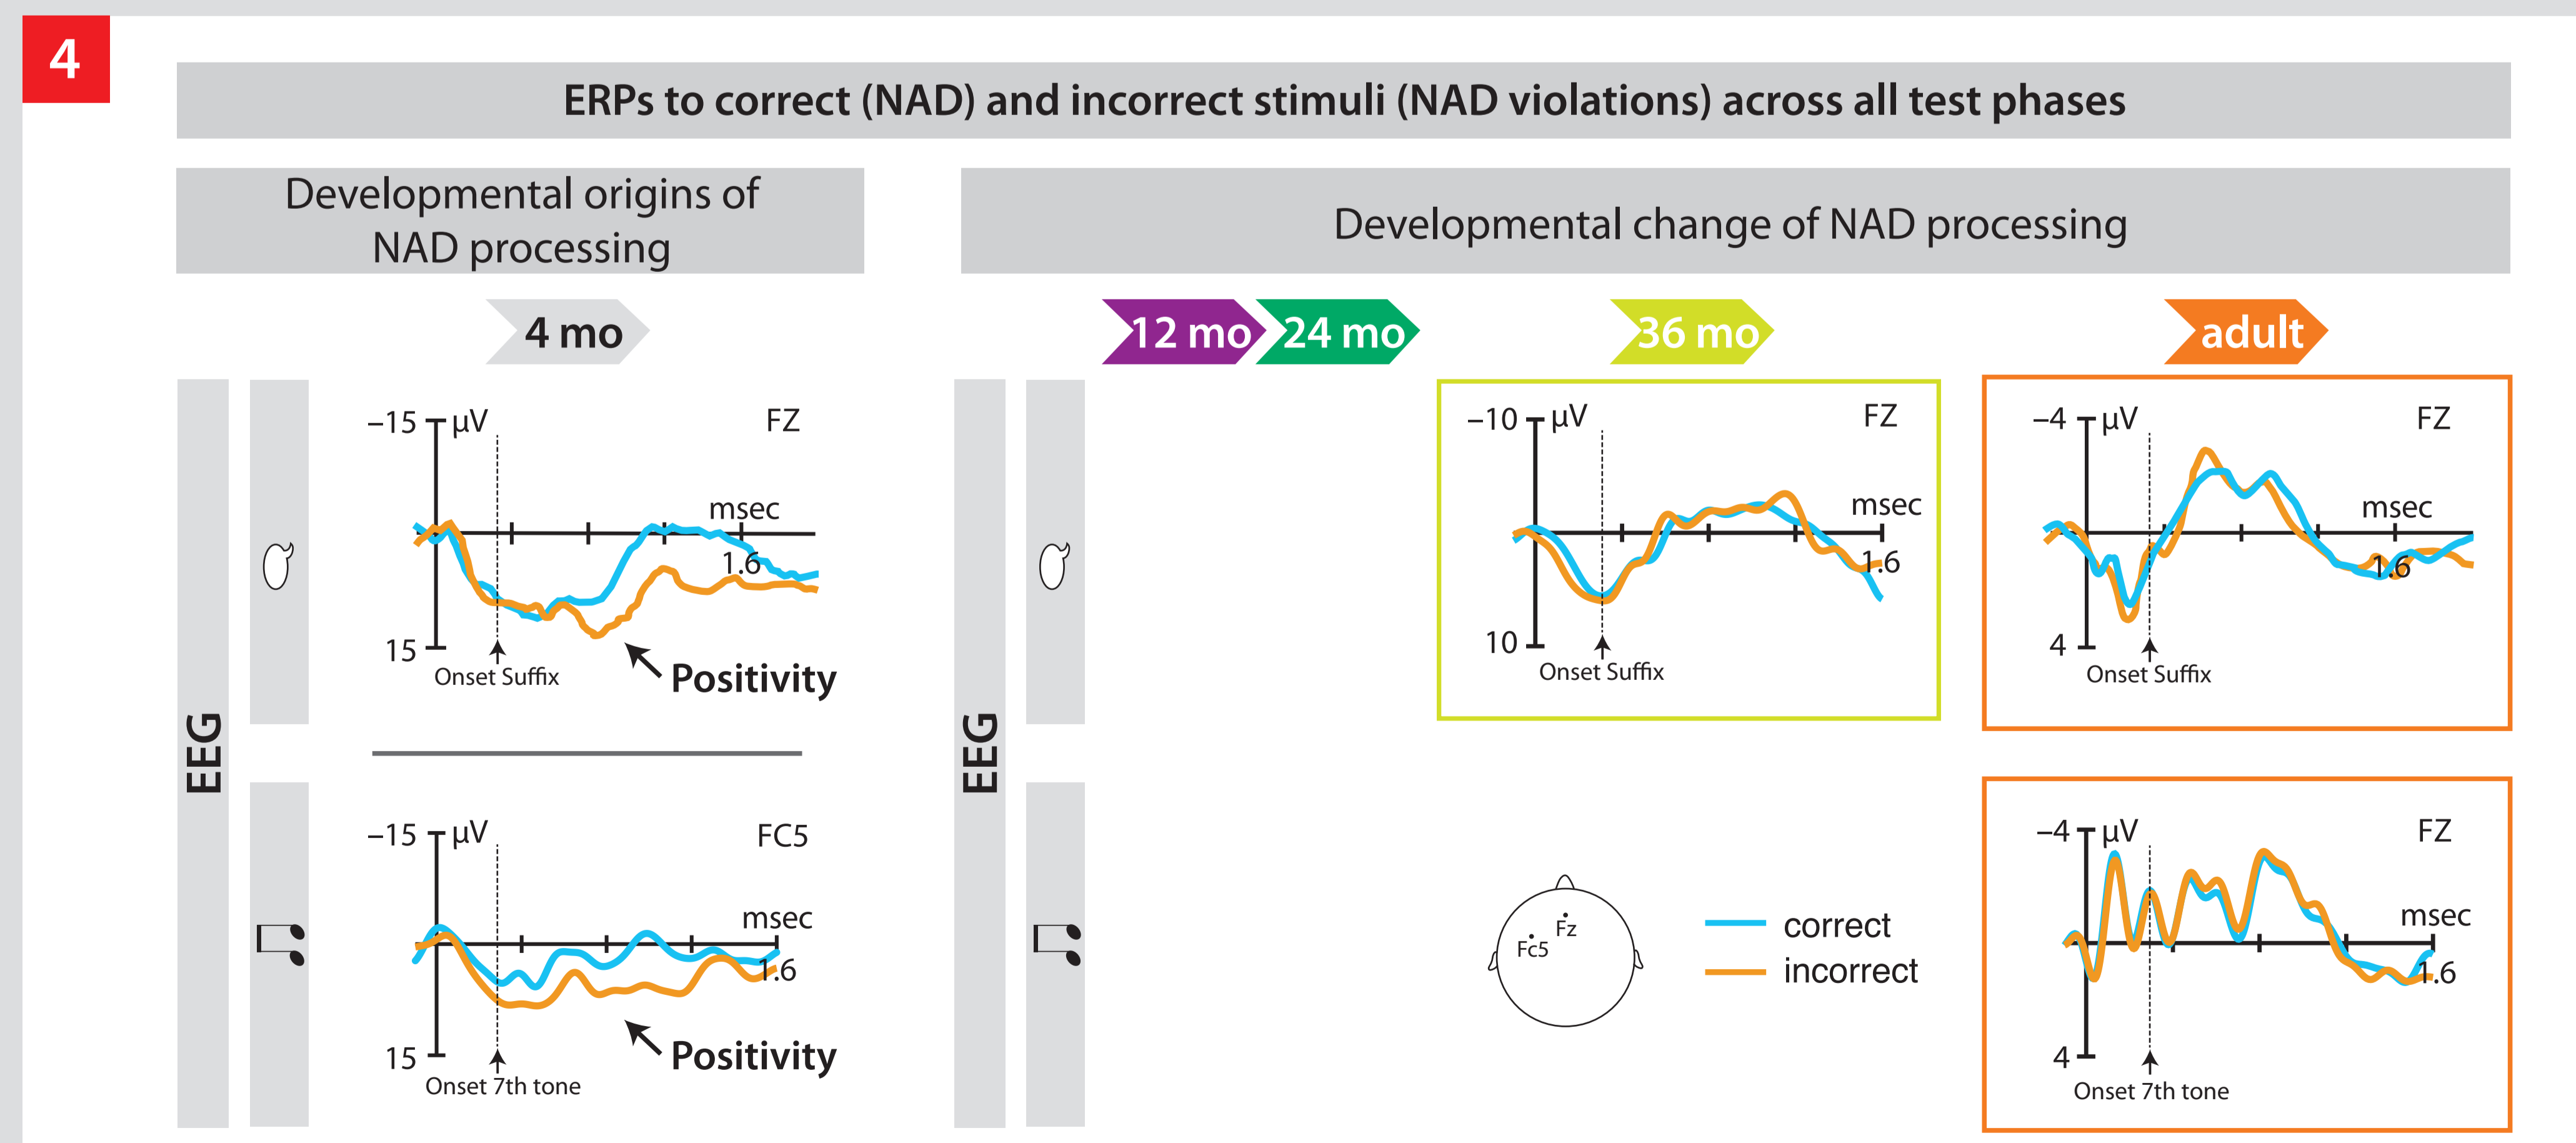 4
ERPs to correct (NAD) and incorrect stimuli (NAD violations) across all test phases
Developmental origins of
NAD processing
Developmental change of NAD processing
4 mo
12 mo
24 mo
36 mo
adult
EEG
–15
µV
FZ
msec
1.6
15
Onset Suffix
Positivity
–15
µV
FC5
msec
1.6
15
Onset 7th tone
Positivity
EEG
–10
µV
FZ
msec
1.6
10
Onset Suffix
–4
µV
FZ
msec
1.6
4
Onset Suffix
Fz
Fc5
correct
incorrect
–4
µV
FZ
msec
1.6
4
Onset 7th tone